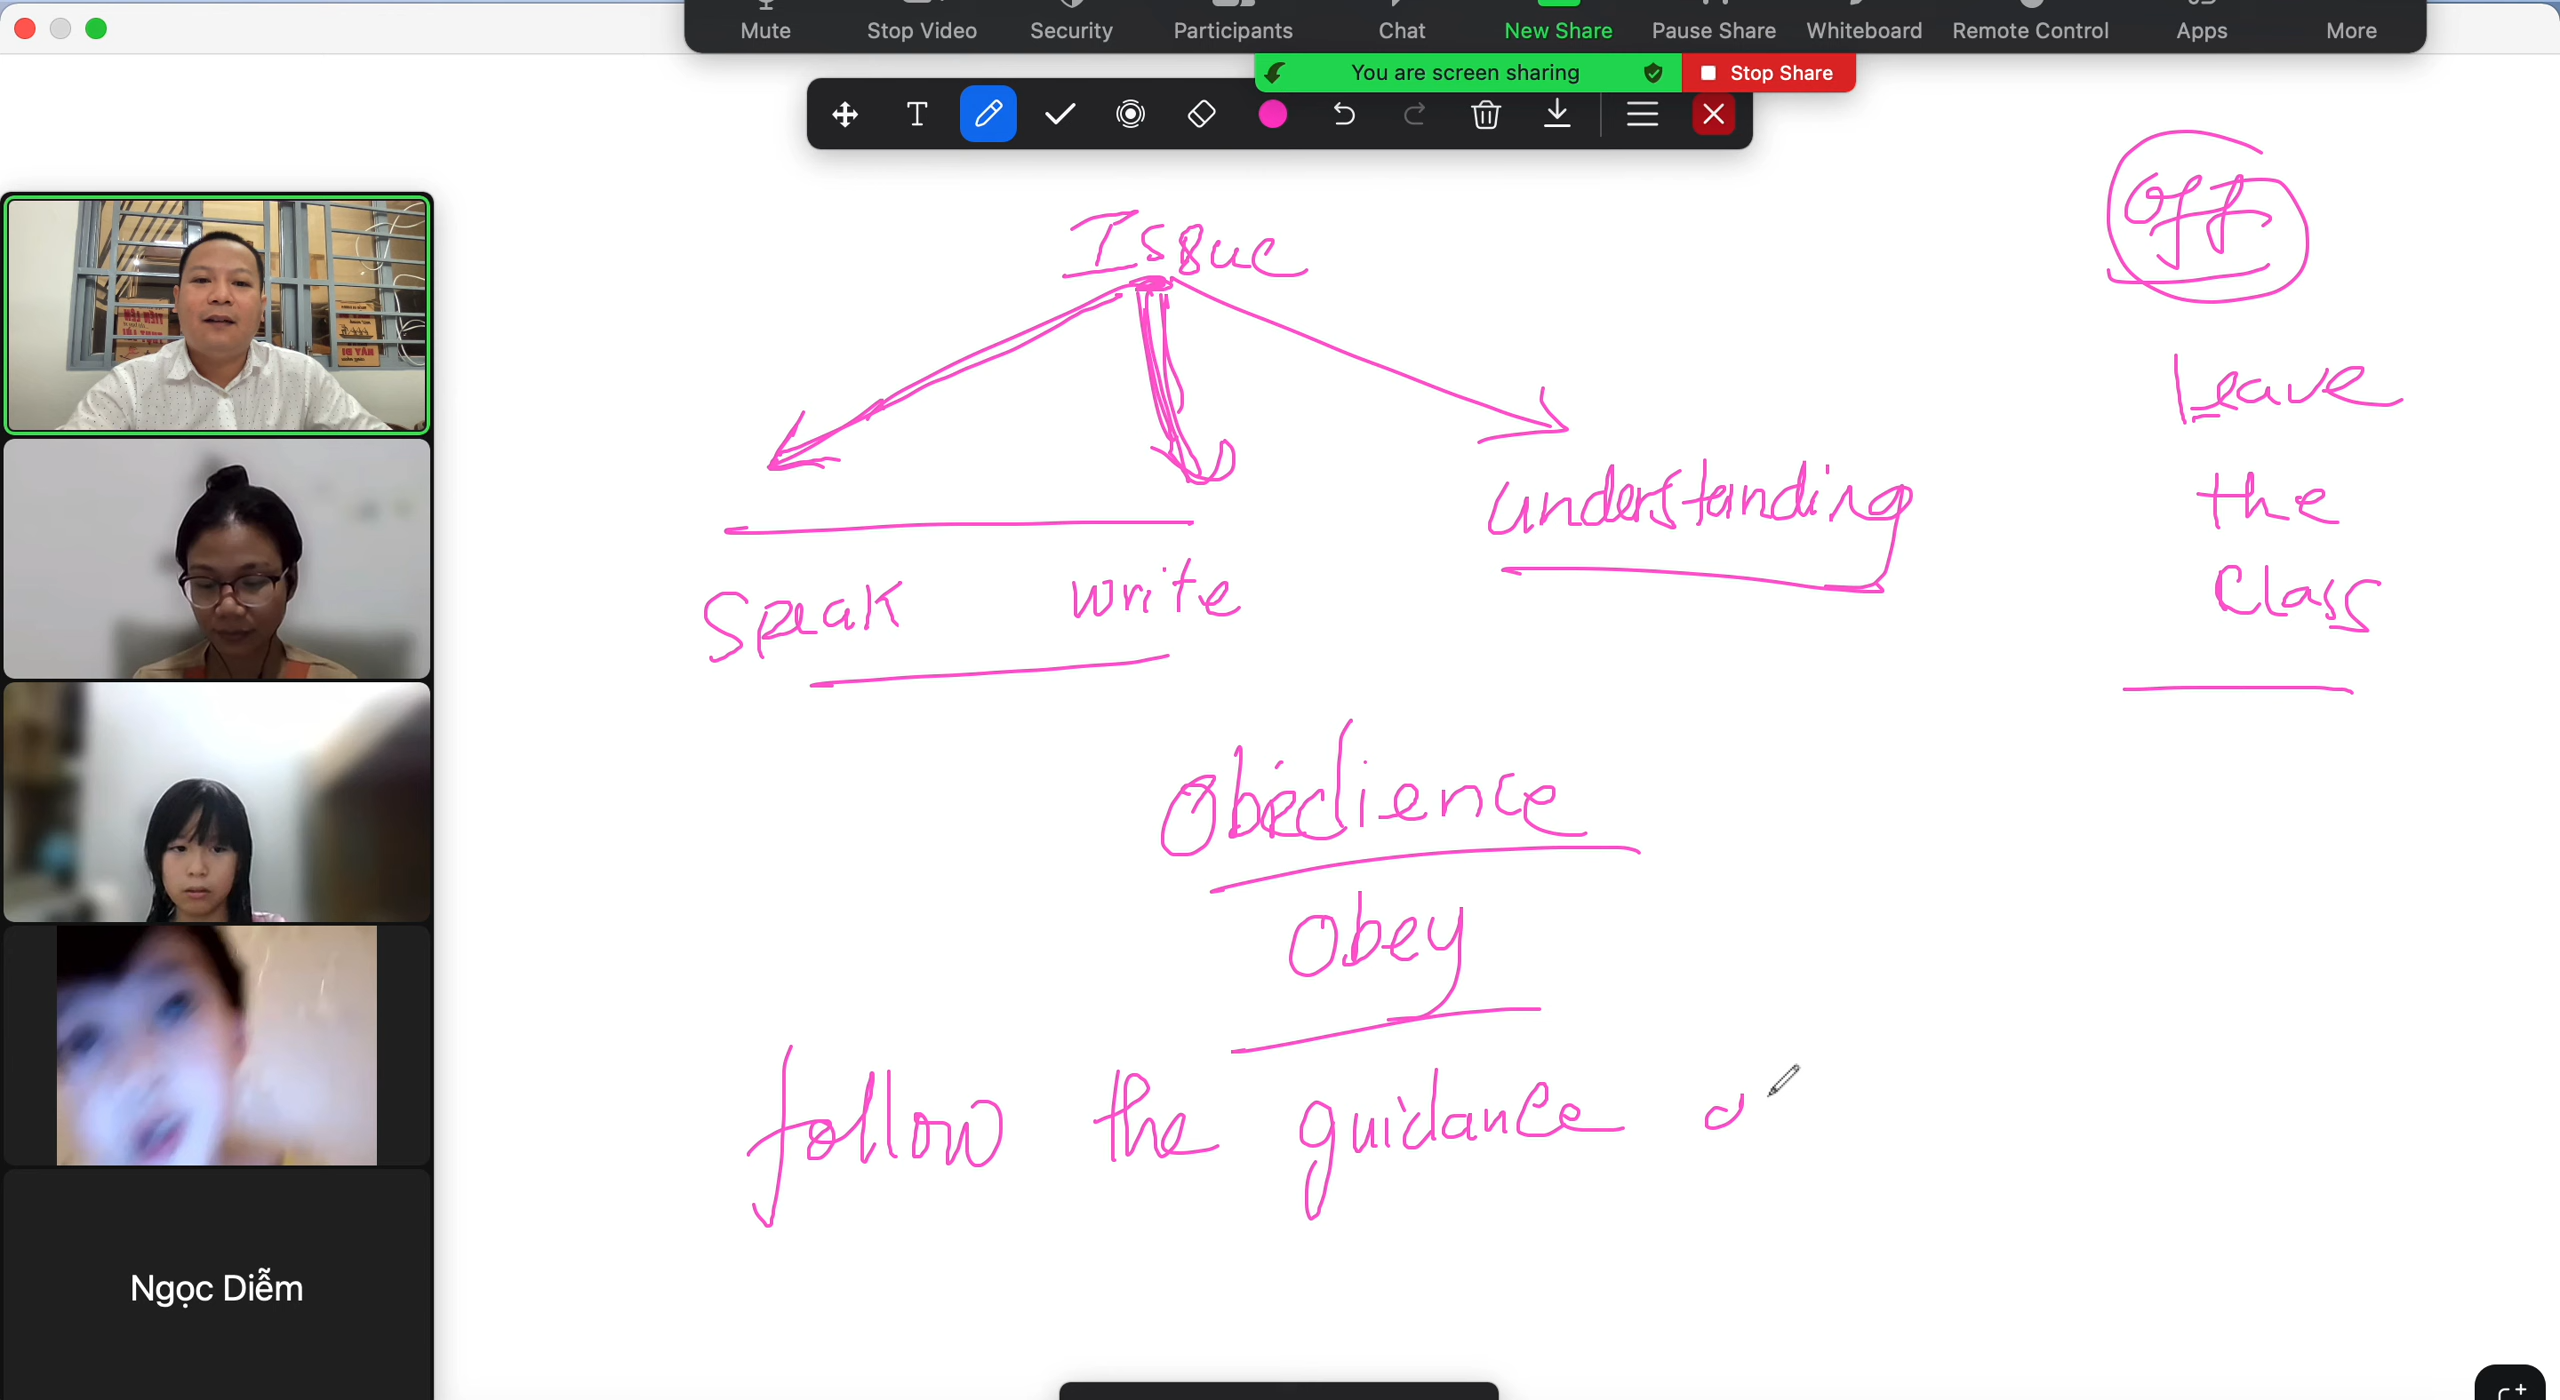 Mute Stop Video Security Participants Chat New Share Pause Share Whiteboard Remote Control Apps More
You are screen sharing Stop Share
T
Issue
off
Leave
the
Class
understanding
speak write
Obedience
obey
follow the guidance
Ngọc Diễm